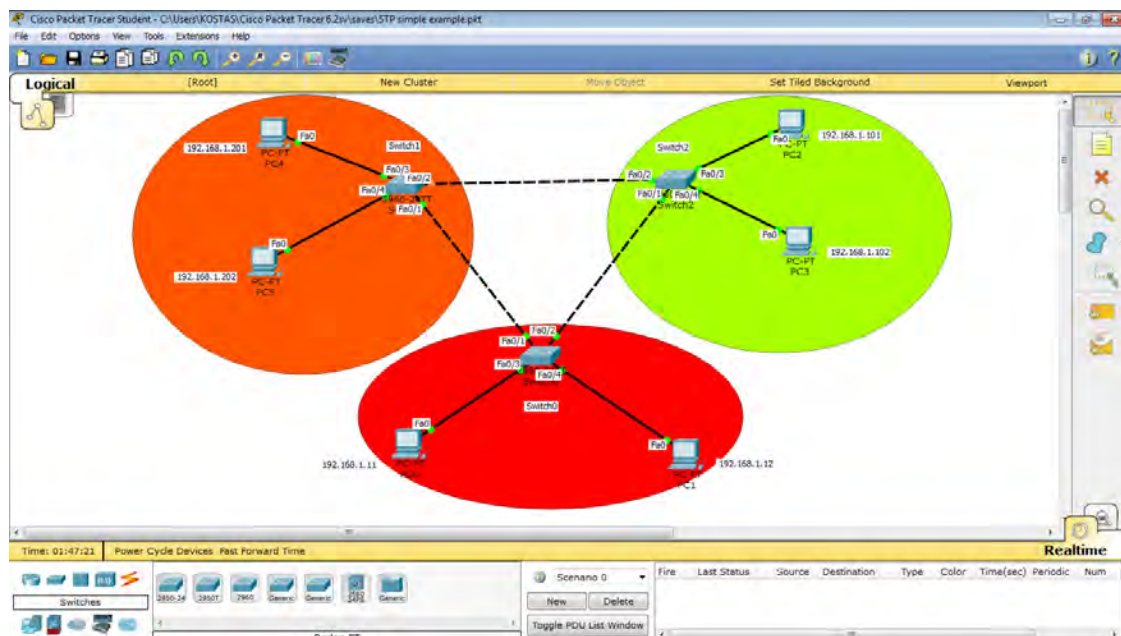 Cisco Packet Tracer Student - C:\Users\KOSTAS\Cisco Packet Tracer 6.2sv\saves\STP simple example.pkt
File Edit Options View Tools Extensions Help
Logical [Root] New Cluster Move Object Set Tiled Background Viewport
192.168.1.201
Fa0
PC-PT
PC4
Switch1
Fa0/3
Fa0/2
Fa0/4
Fa0/1
Fa0
PC-PT
PC5
192.168.1.202
Switch2
Fa0/2
Fa0/3
Fa0/1
Fa0/4
Switch2
Fa0
PC-PT
PC2
192.168.1.101
Fa0
PC-PT
PC3
192.168.1.102
Fa0/2
Fa0/1
Fa0/3
Fa0/4
Switch0
Fa0
PC-PT
192.168.1.11
Fa0
PC-PT
PC1
192.168.1.12
Time: 01:47:21 Power Cycle Devices Fast Forward Time Realtime
Switches
2950-24 2950T 2960 Generic Generic Generic
Scenario 0
New Delete
Toggle PDU List Window
Fire Last Status Source Destination Type Color Time(sec) Periodic Num